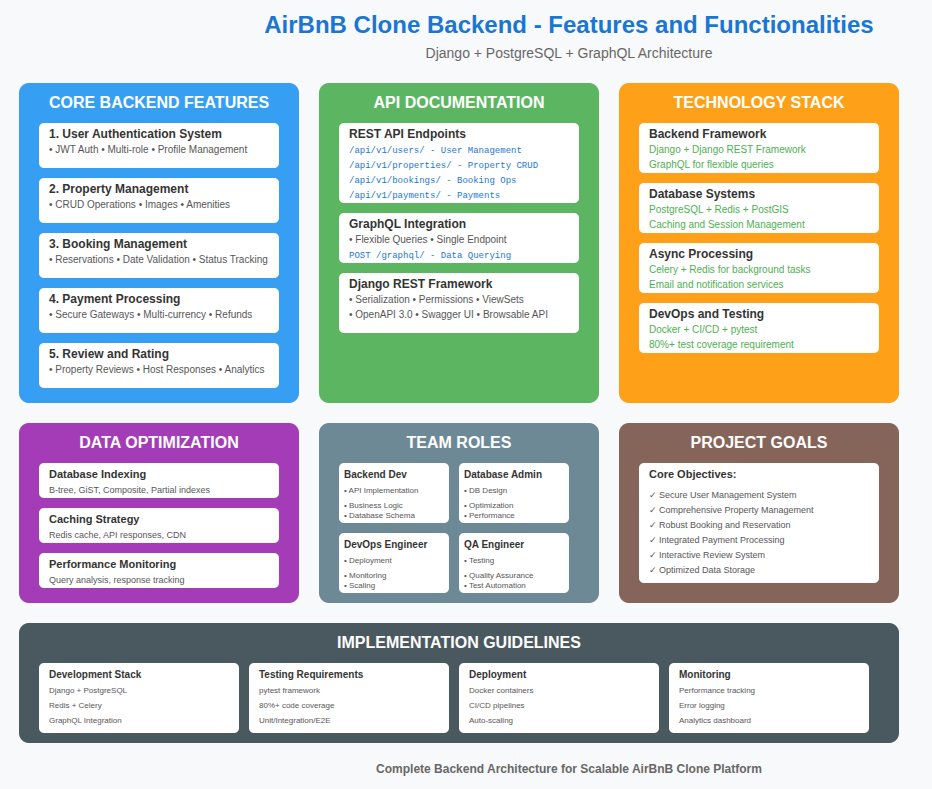 AirBnB Clone Backend - Features and Functionalities
Django + PostgreSQL + GraphQL Architecture
CORE BACKEND FEATURES
1. User Authentication System
• JWT Auth • Multi-role • Profile Management
2. Property Management
• CRUD Operations • Images • Amenities
3. Booking Management
• Reservations • Date Validation • Status Tracking
4. Payment Processing
• Secure Gateways • Multi-currency • Refunds
5. Review and Rating
• Property Reviews • Host Responses • Analytics
API DOCUMENTATION
REST API Endpoints
/api/v1/users/ - User Management
/api/v1/properties/ - Property CRUD
/api/v1/bookings/ - Booking Ops
/api/v1/payments/ - Payments
GraphQL Integration
• Flexible Queries • Single Endpoint
POST /graphql/ - Data Querying
Django REST Framework
• Serialization • Permissions • ViewSets
• OpenAPI 3.0 • Swagger UI • Browsable API
TECHNOLOGY STACK
Backend Framework
Django + Django REST Framework
GraphQL for flexible queries
Database Systems
PostgreSQL + Redis + PostGIS
Caching and Session Management
Async Processing
Celery + Redis for background tasks
Email and notification services
DevOps and Testing
Docker + CI/CD + pytest
80%+ test coverage requirement
DATA OPTIMIZATION
Database Indexing
B-tree, GiST, Composite, Partial indexes
Caching Strategy
Redis cache, API responses, CDN
Performance Monitoring
Query analysis, response tracking
TEAM ROLES
Backend Dev
• API Implementation
• Business Logic
• Database Schema
Database Admin
• DB Design
• Optimization
• Performance
DevOps Engineer
• Deployment
• Monitoring
• Scaling
QA Engineer
• Testing
• Quality Assurance
• Test Automation
PROJECT GOALS
Core Objectives:
✓ Secure User Management System
✓ Comprehensive Property Management
✓ Robust Booking and Reservation
✓ Integrated Payment Processing
✓ Interactive Review System
✓ Optimized Data Storage
IMPLEMENTATION GUIDELINES
Development Stack
Django + PostgreSQL
Redis + Celery
GraphQL Integration
Testing Requirements
pytest framework
80%+ code coverage
Unit/Integration/E2E
Deployment
Docker containers
CI/CD pipelines
Auto-scaling
Monitoring
Performance tracking
Error logging
Analytics dashboard
Complete Backend Architecture for Scalable AirBnB Clone Platform